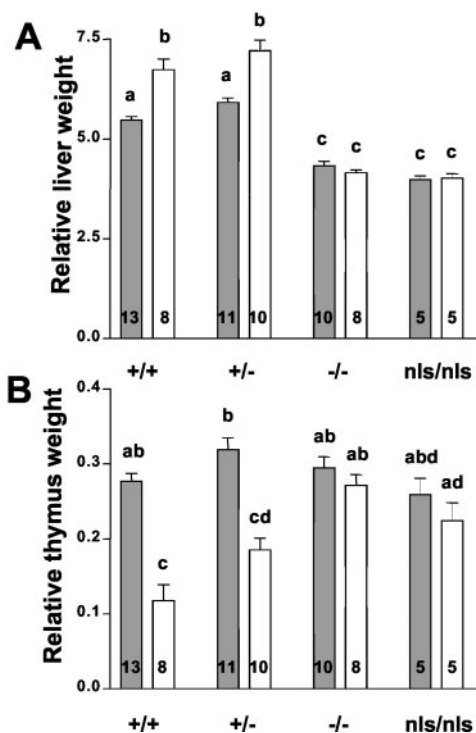 A
Relative liver weight
7.5
5.0
2.5
0.0
a b a b c c c c
13 8 11 10 10 8 5 5
+/+ +/- -/- nls/nls
B
Relative thymus weight
0.4
0.3
0.2
0.1
0.0
ab c b cd ab ab abd ad
13 8 11 10 10 8 5 5
+/+ +/- -/- nls/nls